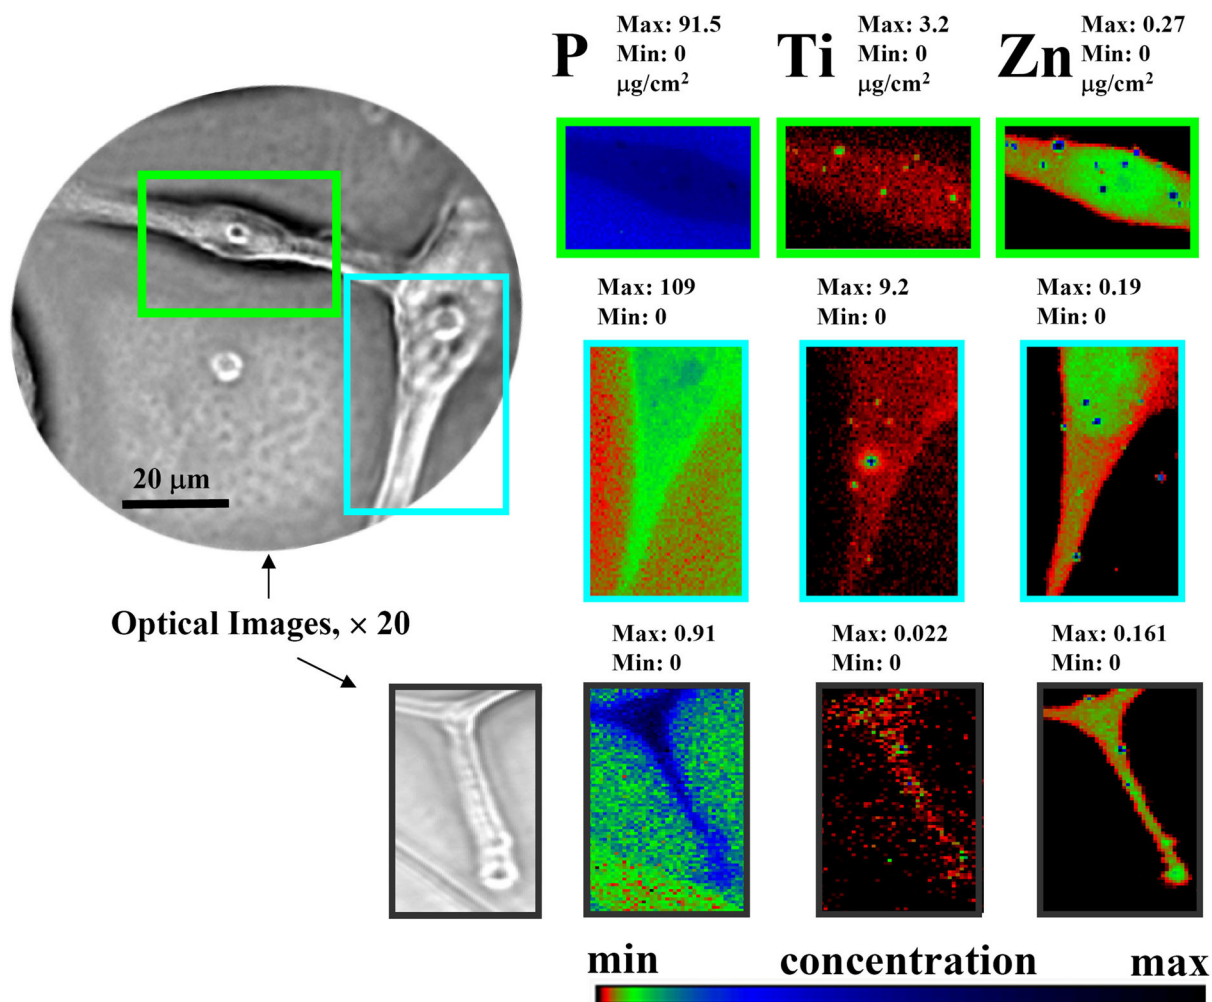 P
Max: 91.5
Min: 0
µg/cm²
Ti
Max: 3.2
Min: 0
µg/cm²
Zn
Max: 0.27
Min: 0
µg/cm²
Max: 109
Min: 0
Max: 9.2
Min: 0
Max: 0.19
Min: 0
20 µm
Optical Images, × 20
Max: 0.91
Min: 0
Max: 0.022
Min: 0
Max: 0.161
Min: 0
min concentration max